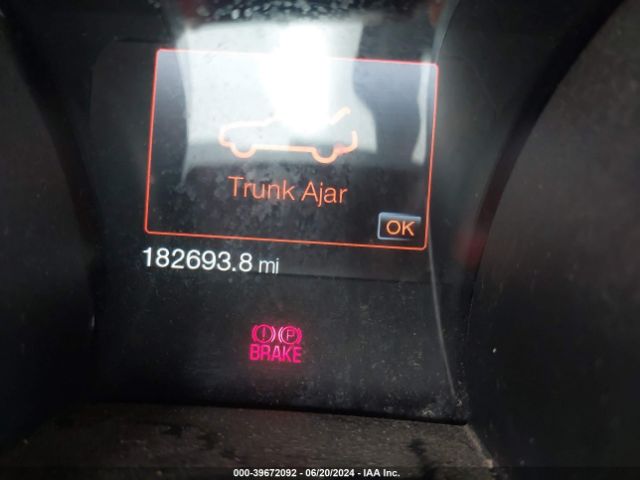 Trunk Ajar
OK
182693.8 mi
(!) (P)
BRAKE
000-39672092 - 06/20/2024 - IAA Inc.